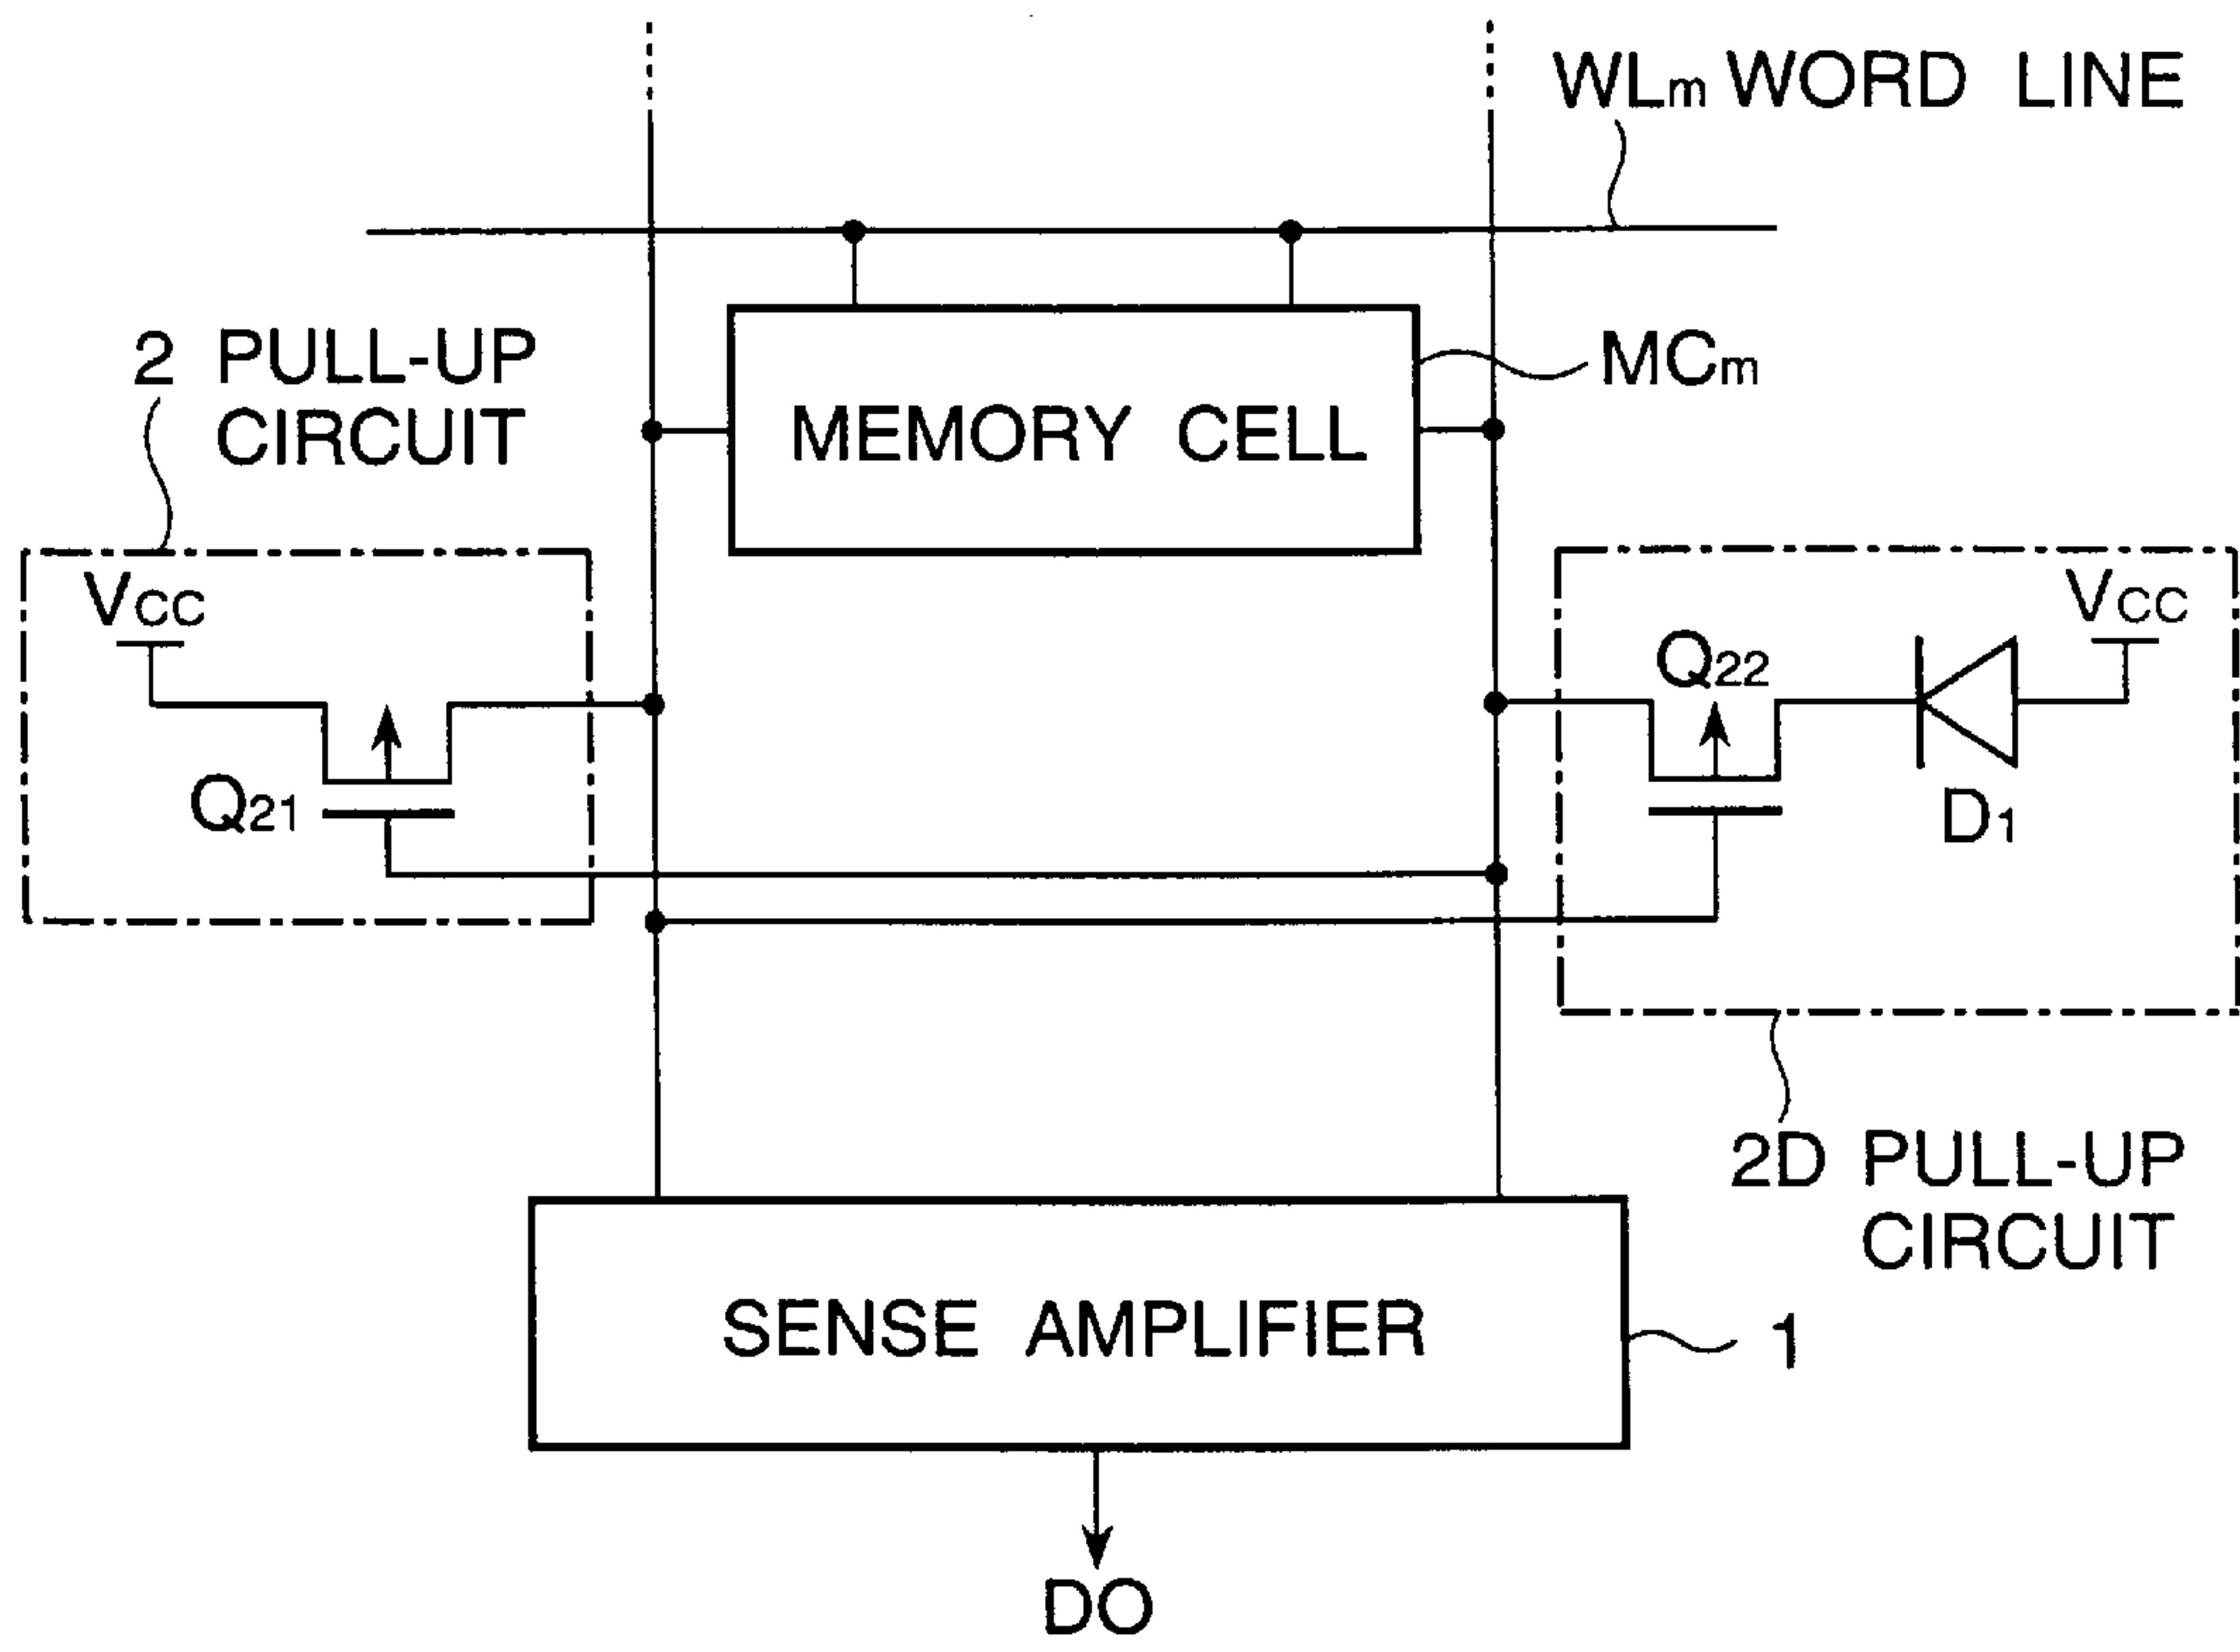 WLm WORD LINE
2 PULL-UP
CIRCUIT
MCm
MEMORY CELL
VCC
Q21
VCC
Q22
D1
2D PULL-UP
CIRCUIT
SENSE AMPLIFIER
1
DO